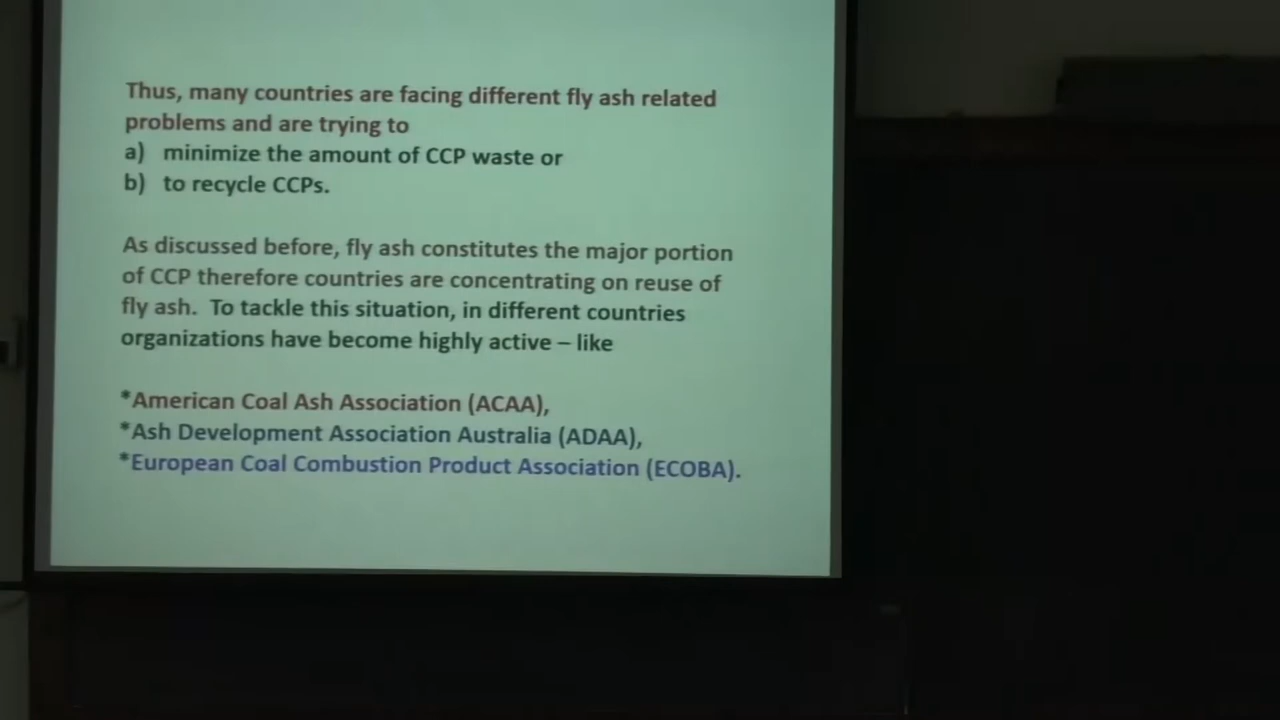 Thus, many countries are facing different fly ash related
problems and are trying to
a) minimize the amount of CCP waste or
b) to recycle CCPs.
As discussed before, fly ash constitutes the major portion
of CCP therefore countries are concentrating on reuse of
fly ash. To tackle this situation, in different countries
organizations have become highly active – like
*American Coal Ash Association (ACAA),
*Ash Development Association Australia (ADAA),
*European Coal Combustion Product Association (ECOBA).